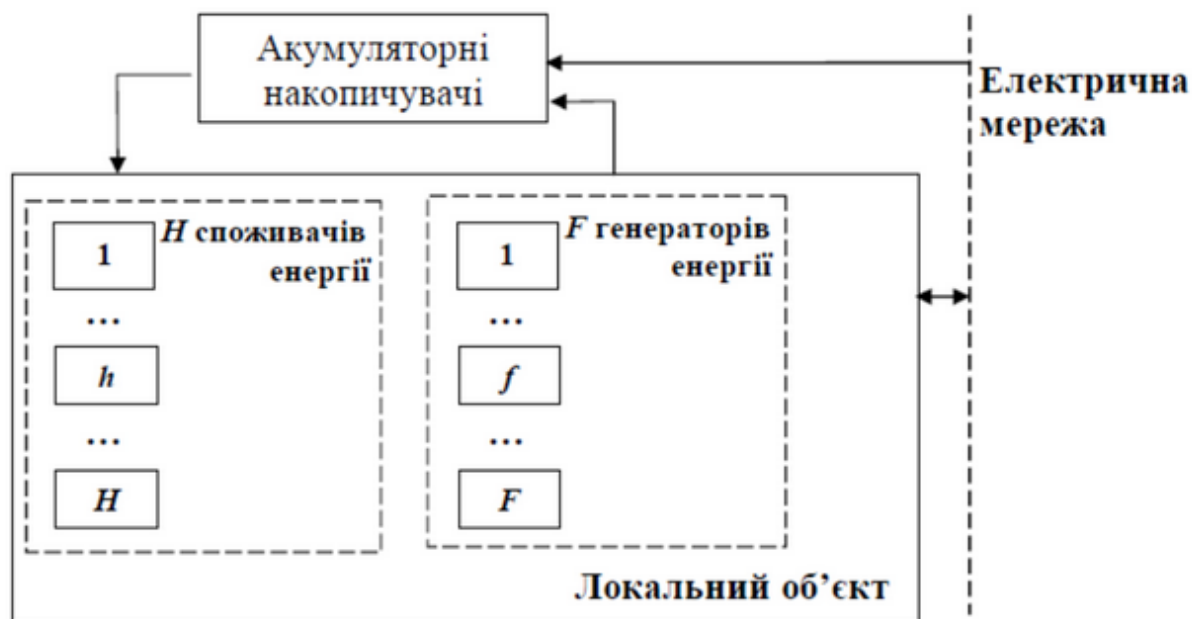 Акумуляторні
накопичувачі
Електрична
мережа
H споживачів
енергії
1
...
h
...
H
F генераторів
енергії
1
...
f
...
F
Локальний об’єкт